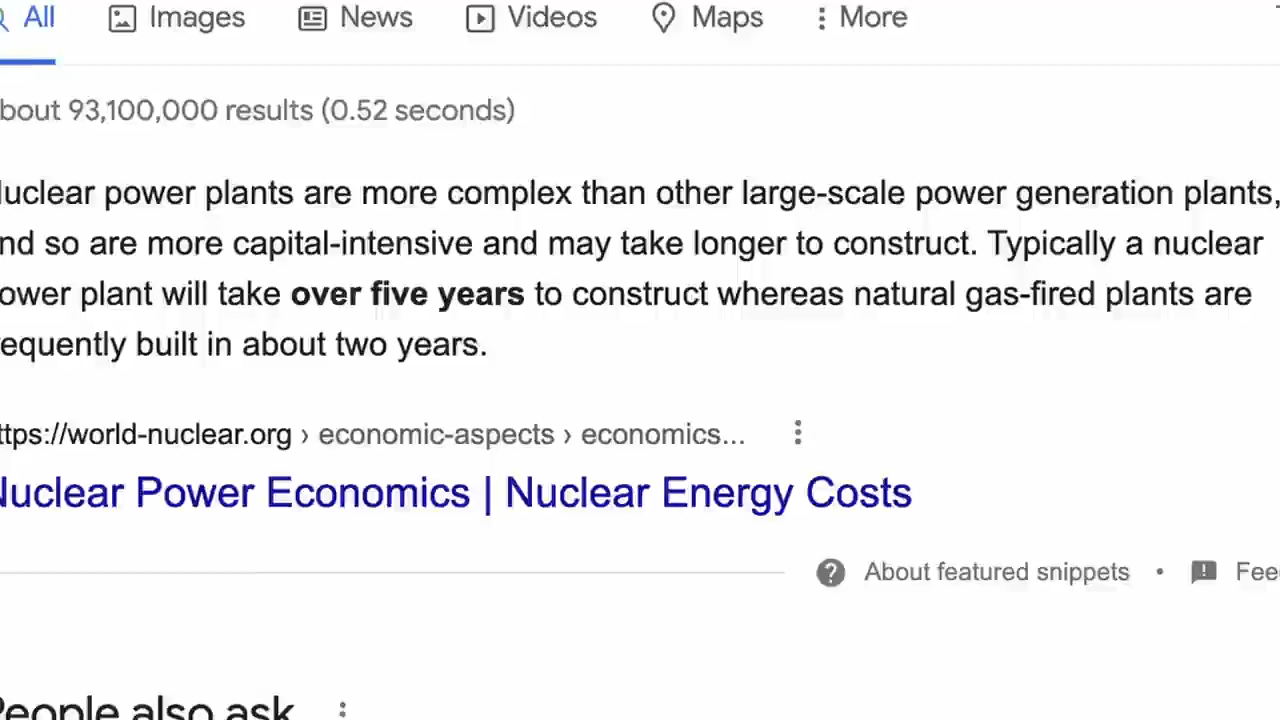 All Images News Videos Maps More
bout 93,100,000 results (0.52 seconds)
uclear power plants are more complex than other large-scale power generation plants,
nd so are more capital-intensive and may take longer to construct. Typically a nuclear
ower plant will take over five years to construct whereas natural gas-fired plants are
equently built in about two years.
ttps://world-nuclear.org › economic-aspects › economics...
Nuclear Power Economics | Nuclear Energy Costs
About featured snippets • Fee
People also ask